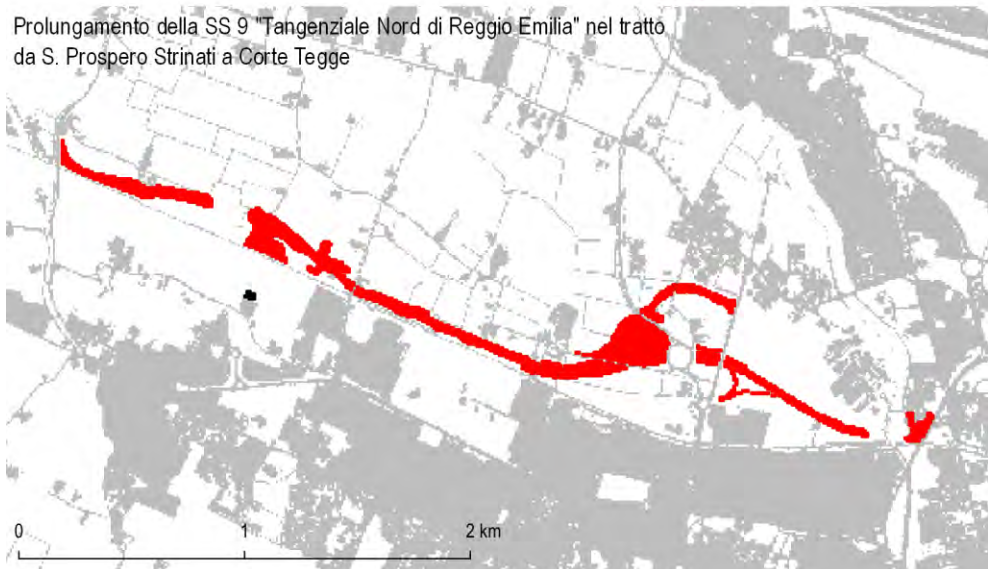 Prolungamento della SS 9 "Tangenziale Nord di Reggio Emilia" nel tratto
da S. Prospero Strinati a Corte Tegge
0 1 2 km